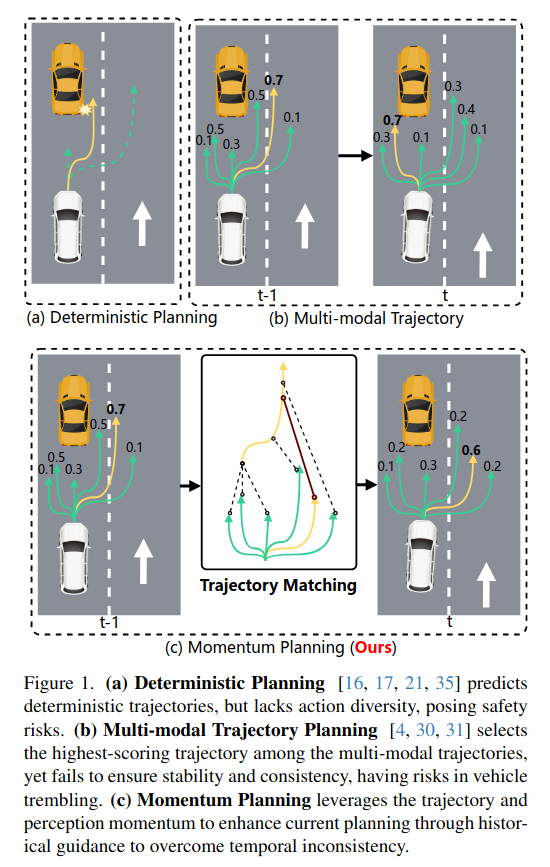 0.7
0.5
0.5
0.1
0.3
0.1
0.3
0.4
0.7
0.3
0.1
0.1
t-1
t
(a) Deterministic Planning
(b) Multi-modal Trajectory
0.7
0.5
0.5
0.1
0.3
0.1
Trajectory Matching
0.2
0.2
0.6
0.1
0.3
0.2
t-1
t
(c) Momentum Planning (Ours)
Figure 1. (a) Deterministic Planning [16, 17, 21, 35] predicts
deterministic trajectories, but lacks action diversity, posing safety
risks. (b) Multi-modal Trajectory Planning [4, 30, 31] selects
the highest-scoring trajectory among the multi-modal trajectories,
yet fails to ensure stability and consistency, having risks in vehicle
trembling. (c) Momentum Planning leverages the trajectory and
perception momentum to enhance current planning through histor-
ical guidance to overcome temporal inconsistency.